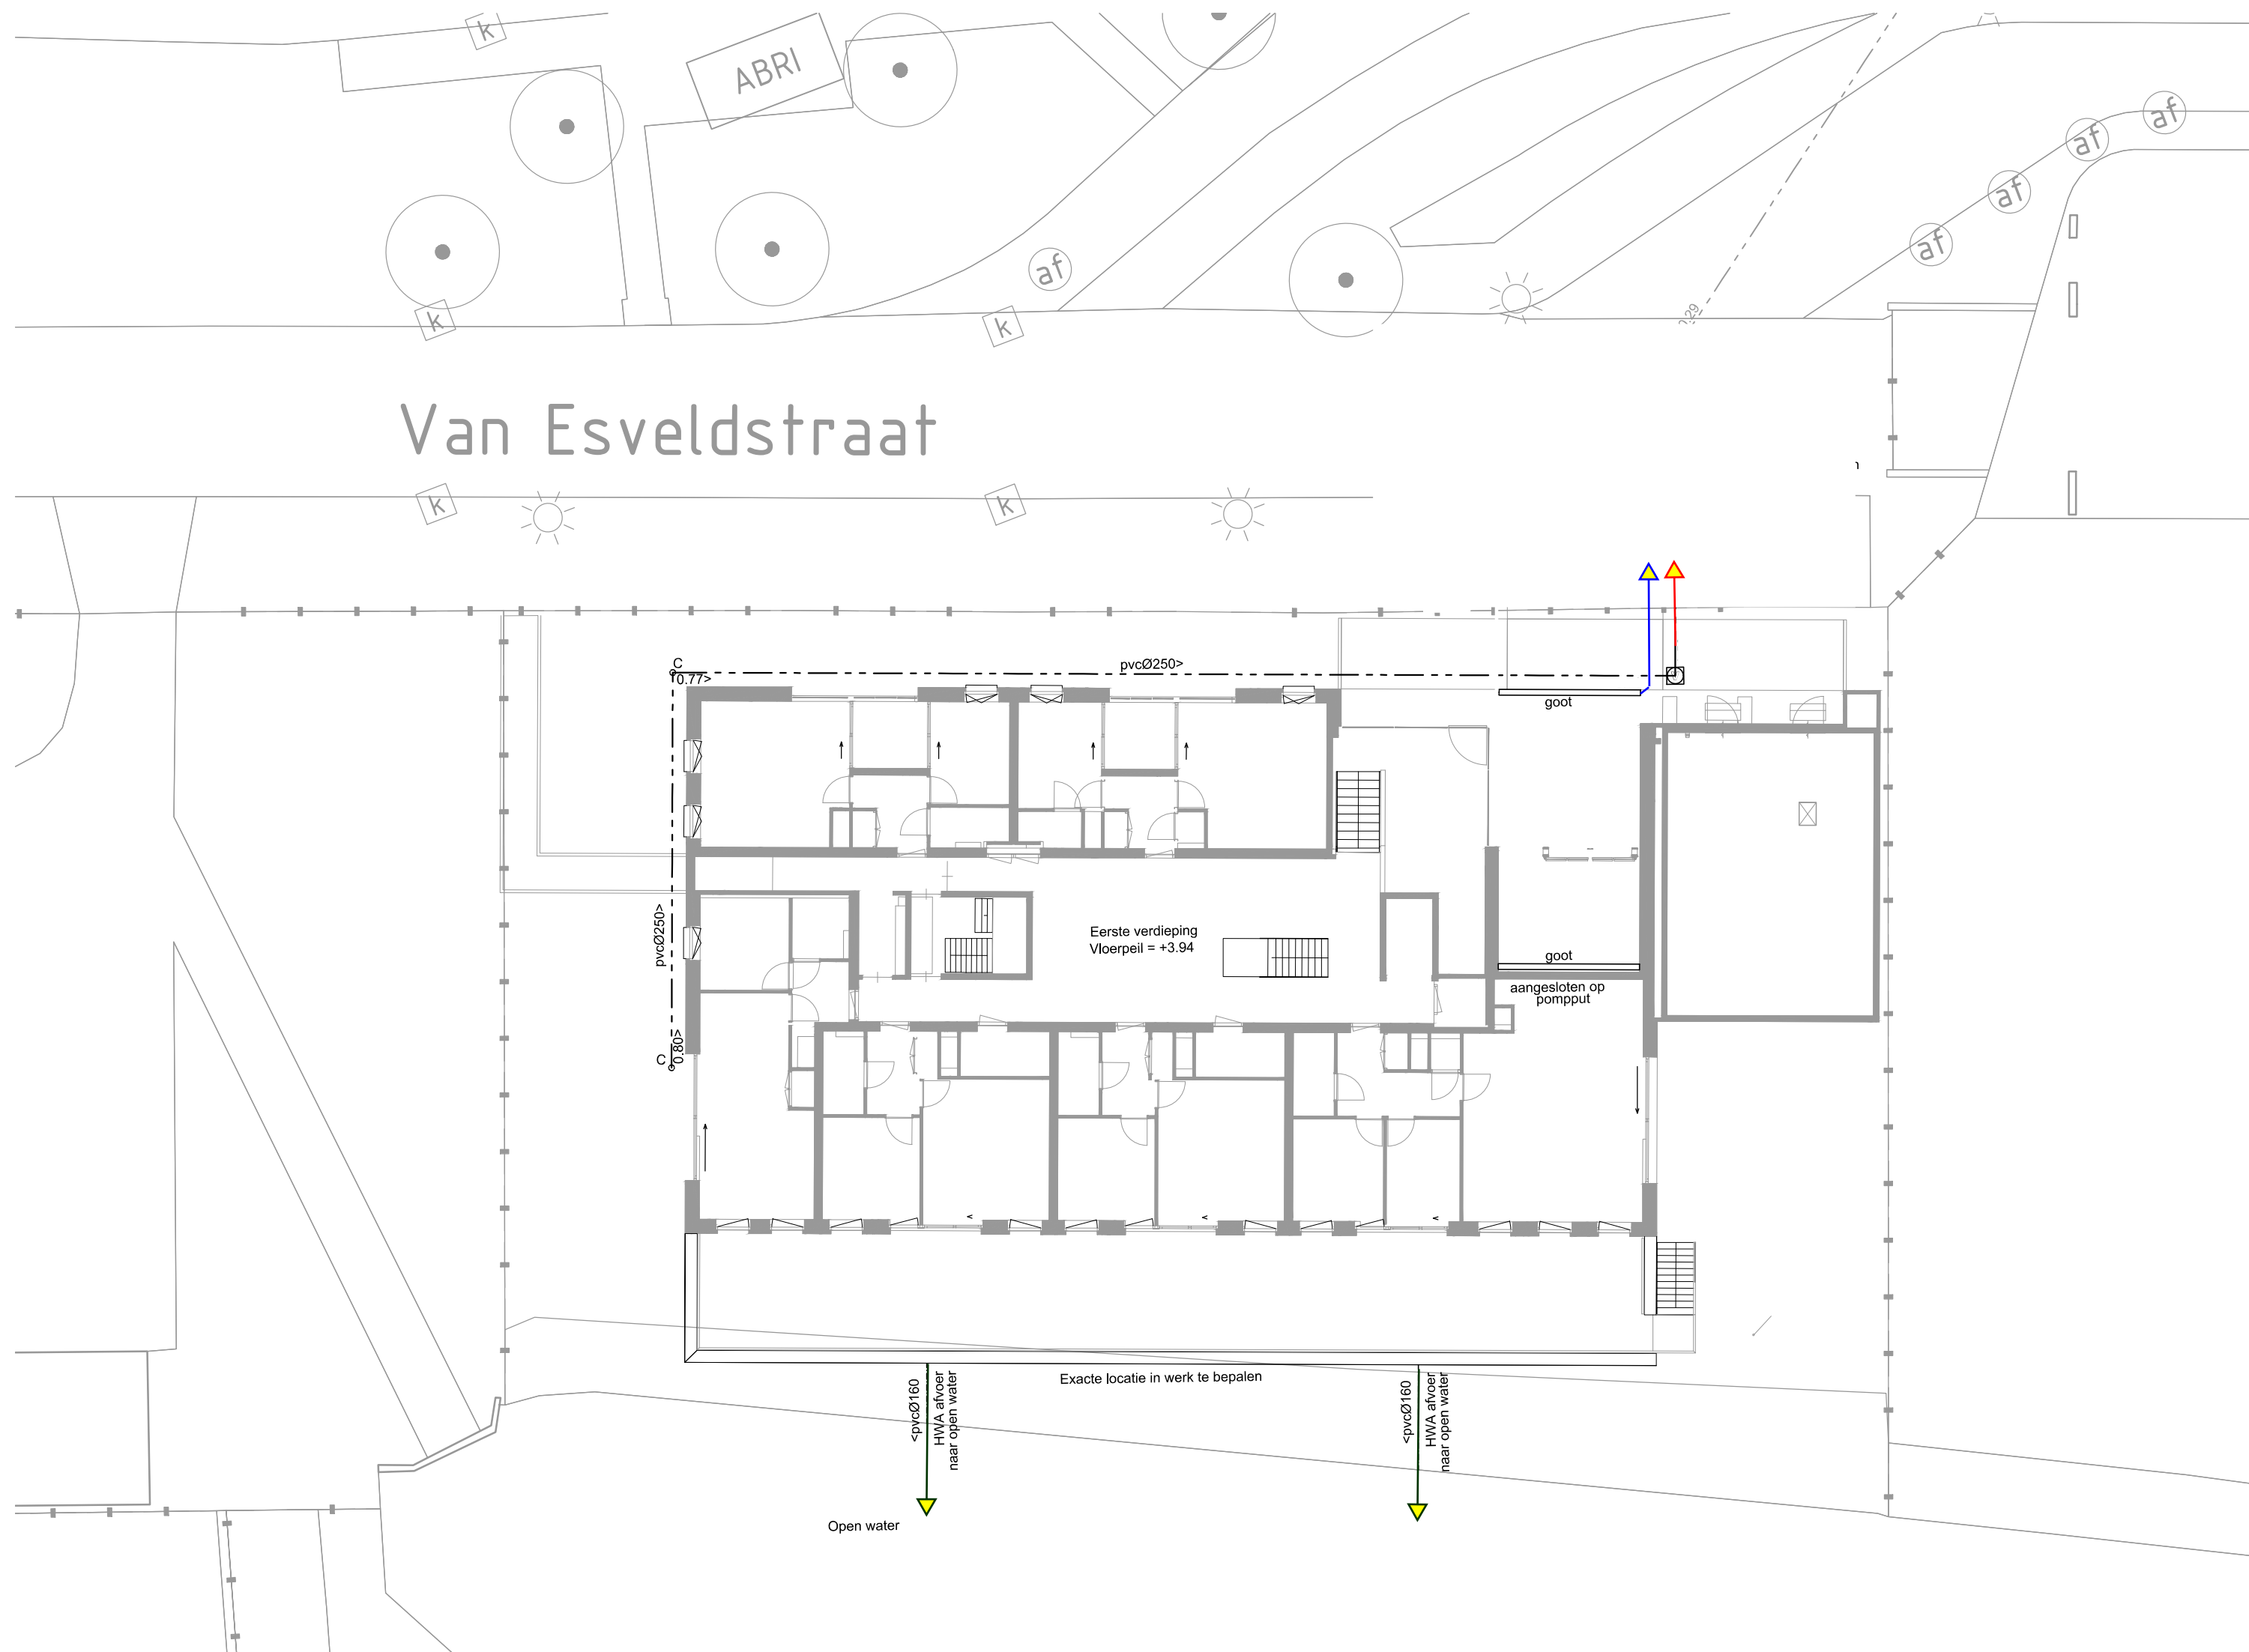 k
ABRI
af
af
af
af
af
k
k
0.29
Van Esveldstraat
k
k
C
0.77>
pvcØ250>
goot
pvcØ250>
Eerste verdieping
Vloerpeil = +3.94
goot
aangesloten op
pompput
C
0.80>
Exacte locatie in werk te bepalen
<pvcØ160
HWA afvoer
naar open water
<pvcØ160
HWA afvoer
naar open water
Open water